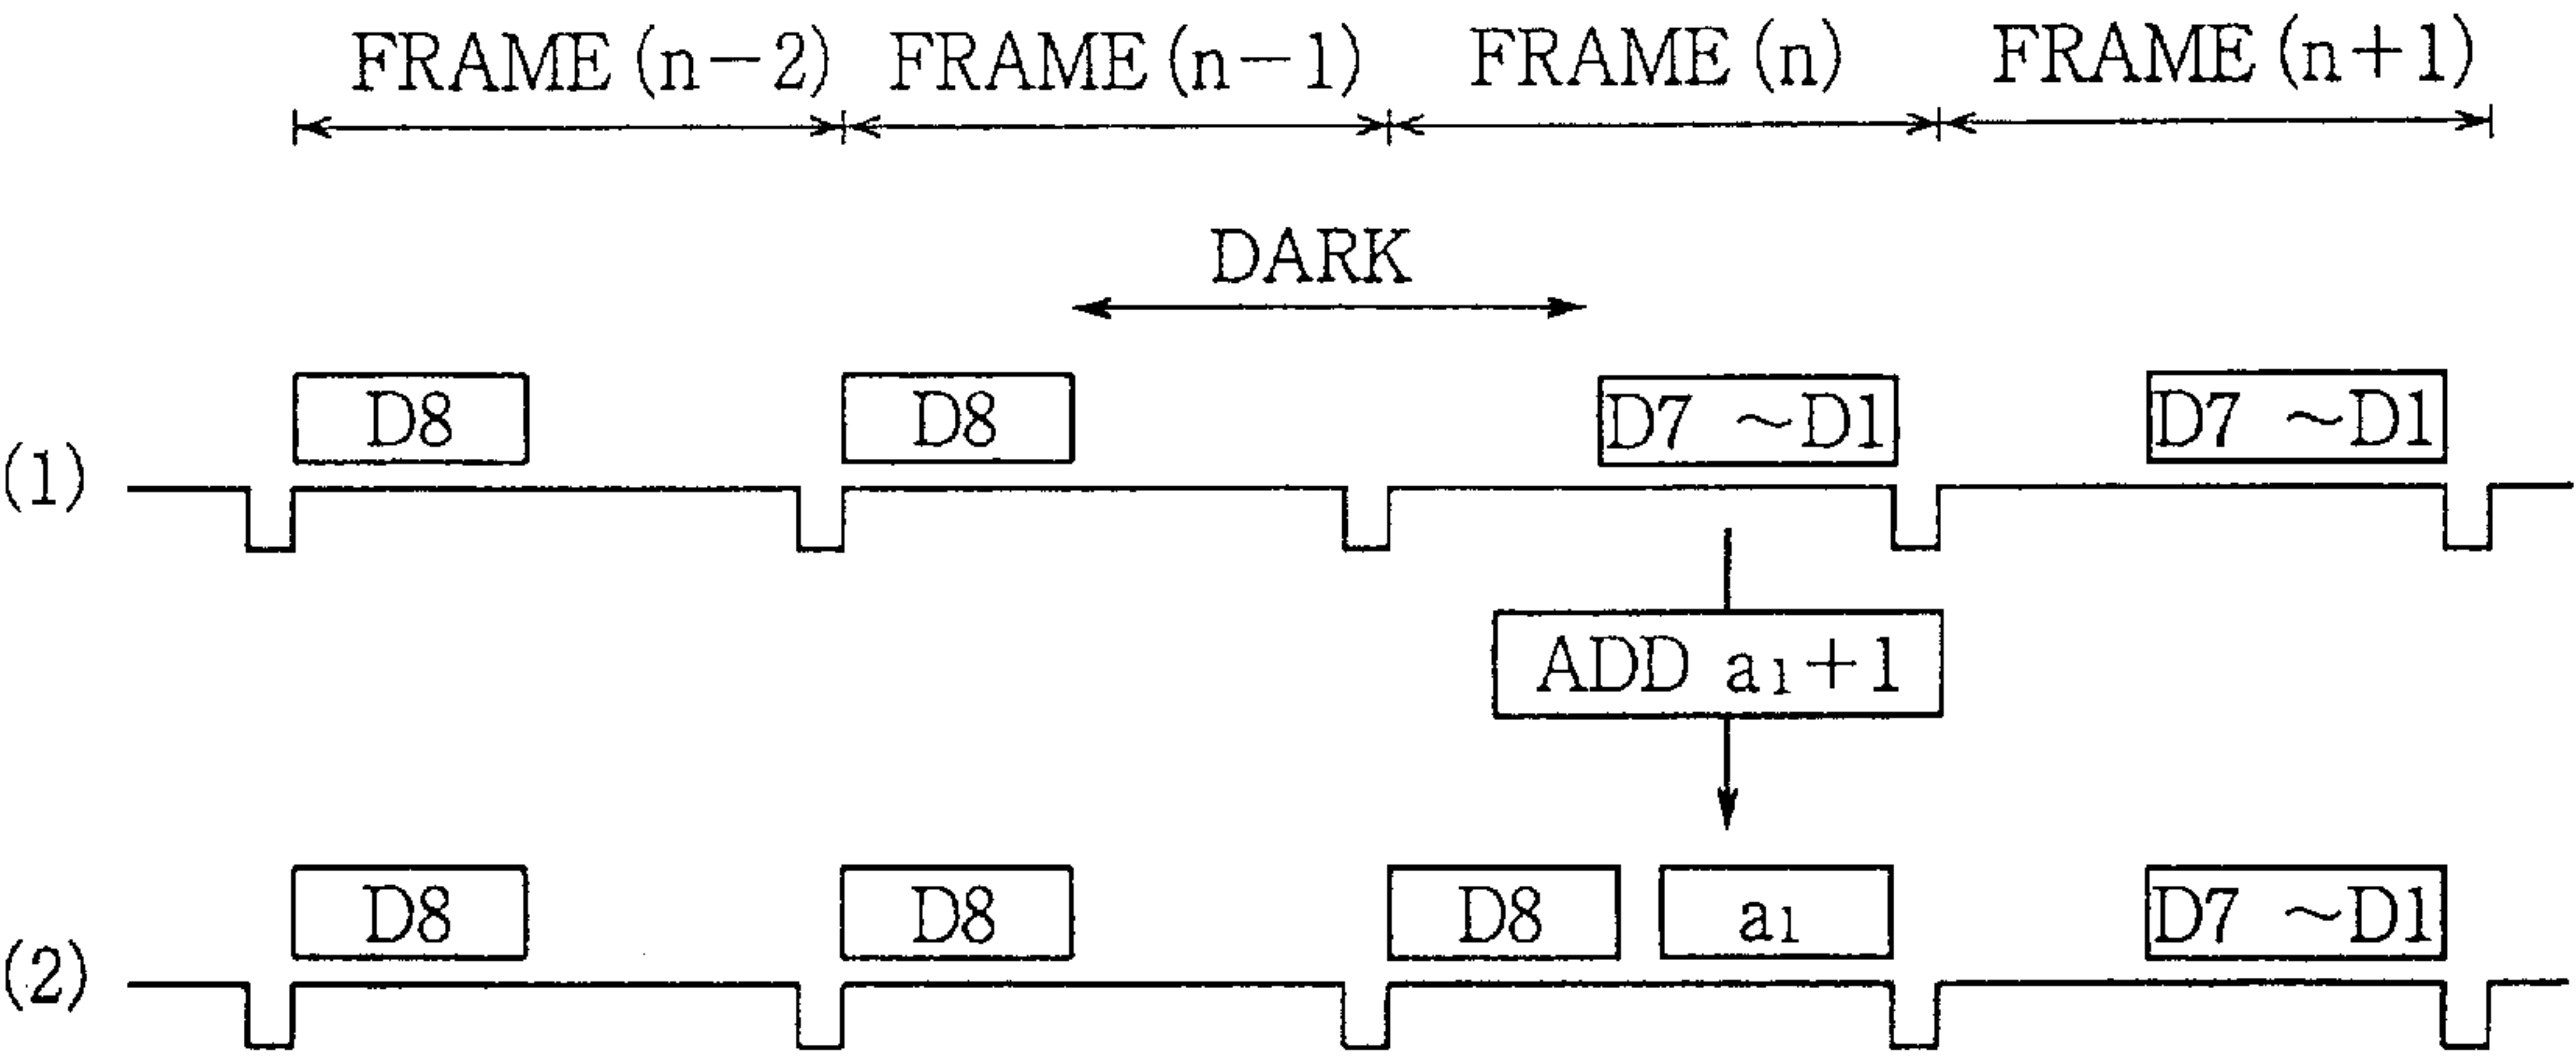 FRAME (n−2) FRAME (n−1) FRAME (n) FRAME (n+1)
DARK
(1) D8 D8 D7 ~D1 D7 ~D1
ADD a₁+1
(2) D8 D8 D8 a₁ D7 ~D1